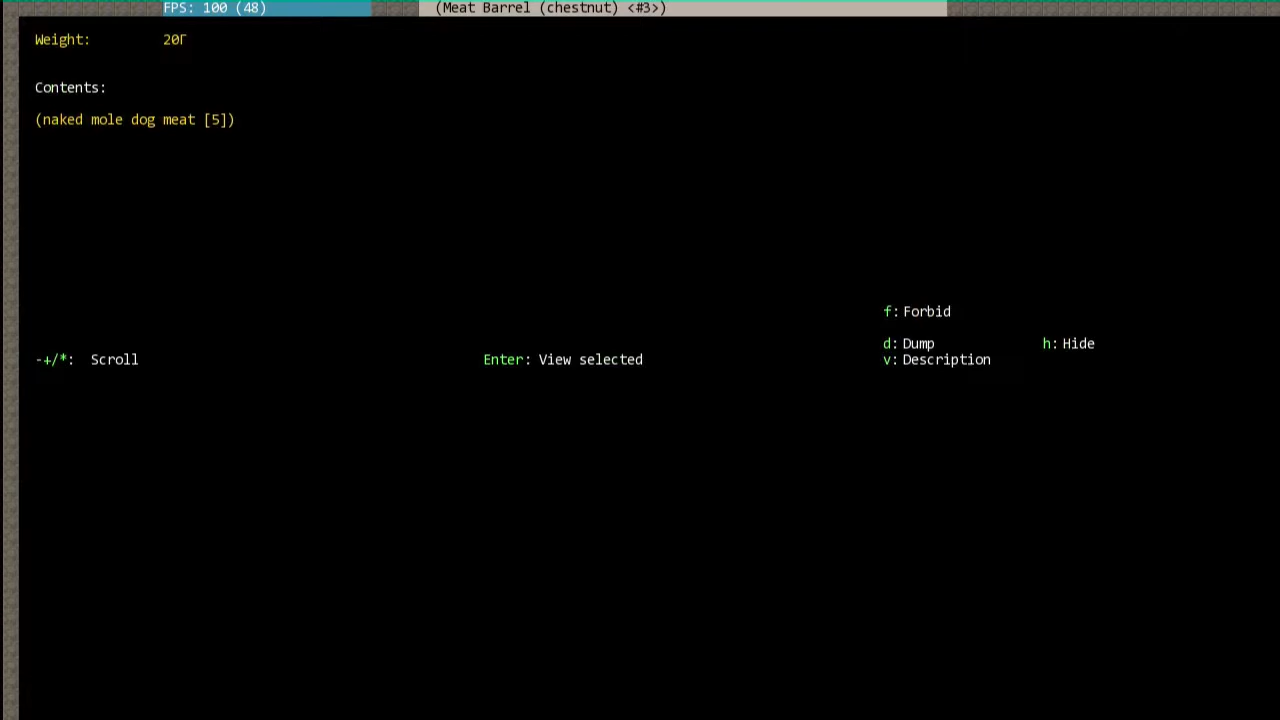 FPS: 100 (48) (Meat Barrel (chestnut) <#3>)
Weight: 20Γ
Contents:
(naked mole dog meat [5])
f: Forbid
d: Dump h: Hide
-+/*: Scroll Enter: View selected v: Description